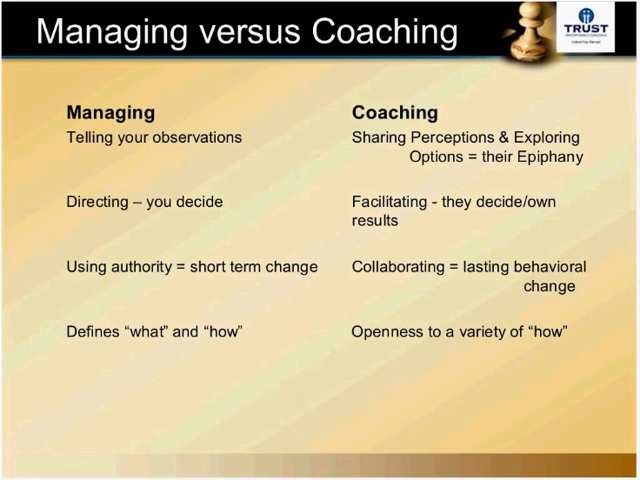 Managing versus Coaching
TRUST
Managing
Coaching
Telling your observations
Sharing Perceptions & Exploring
Options = their Epiphany
Directing – you decide
Facilitating - they decide/own
results
Using authority = short term change
Collaborating = lasting behavioral
change
Defines “what” and “how”
Openness to a variety of “how”